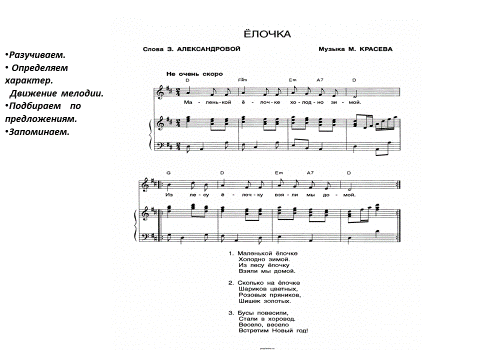 ЁЛОЧКА
Слова З. АЛЕКСАНДРОВОЙ Музыка М. КРАСЕВА
•Разучиваем.
• Определяем
характер.
Движение мелодии.
•Подбираем по
предложениям.
•Запоминаем.
Не очень скоро
D F♯m Em A7 D
Ма-лень-кой ё-лоч-ке хо-лод-но зи-мой.
G D Em A7 D
Из ле-су ё-лоч-ку взя-ли мы до-мой.
1. Маленькой ёлочке
Холодно зимой.
Из лесу ёлочку
Взяли мы домой.
2. Сколько на ёлочке
Шариков цветных,
Розовых пряников,
Шишек золотых.
3. Бусы повесили,
Стали в хоровод.
Весело, весело
Встретим Новый год!